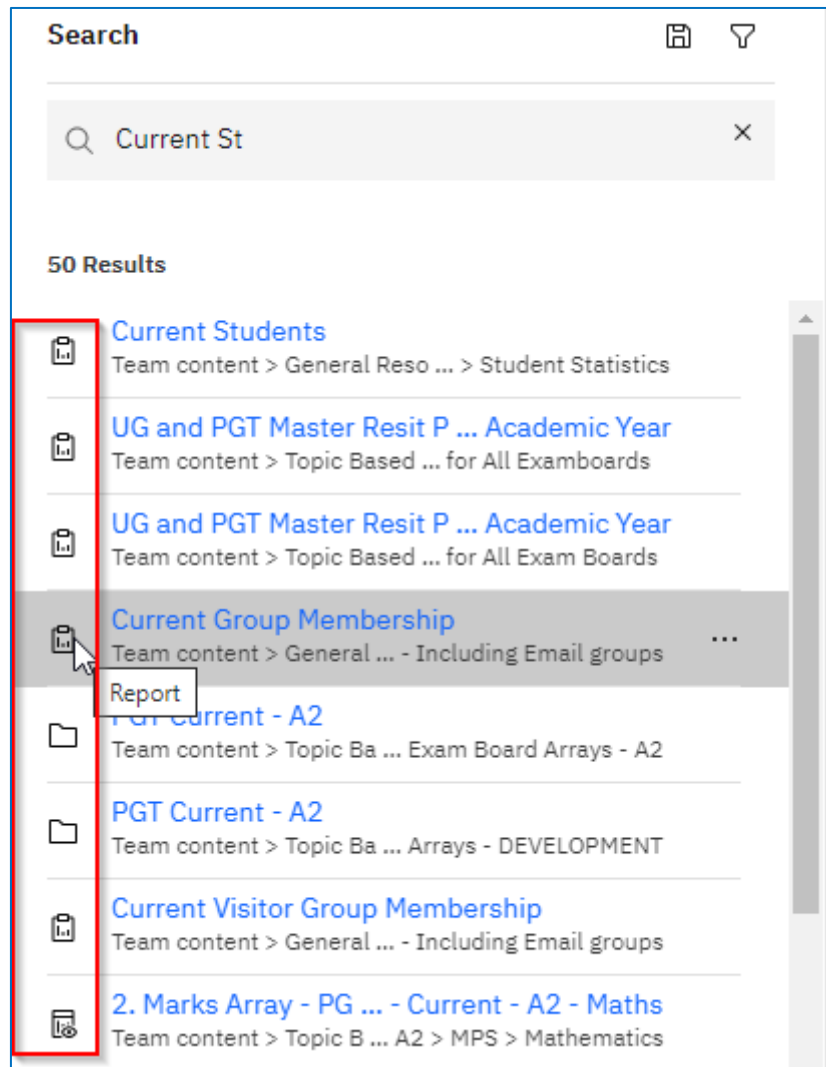 Search
Current St
50 Results
Current Students
Team content > General Reso ... > Student Statistics
UG and PGT Master Resit P ... Academic Year
Team content > Topic Based ... for All Examboards
UG and PGT Master Resit P ... Academic Year
Team content > Topic Based ... for All Exam Boards
Current Group Membership
Team content > General ... - Including Email groups
Report
PGT Current - A2
Team content > Topic Ba ... Exam Board Arrays - A2
PGT Current - A2
Team content > Topic Ba ... Arrays - DEVELOPMENT
Current Visitor Group Membership
Team content > General ... - Including Email groups
2. Marks Array - PG ... - Current - A2 - Maths
Team content > Topic B ... A2 > MPS > Mathematics